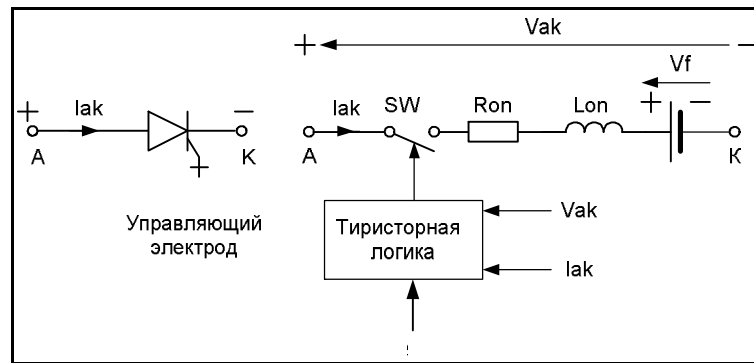 Vak
+
−
Vf
+
−
Iak
+
−
A
K
+
Iak
SW
Ron
Lon
A
К
Управляющий
электрод
Тиристорная
логика
Vak
Iak